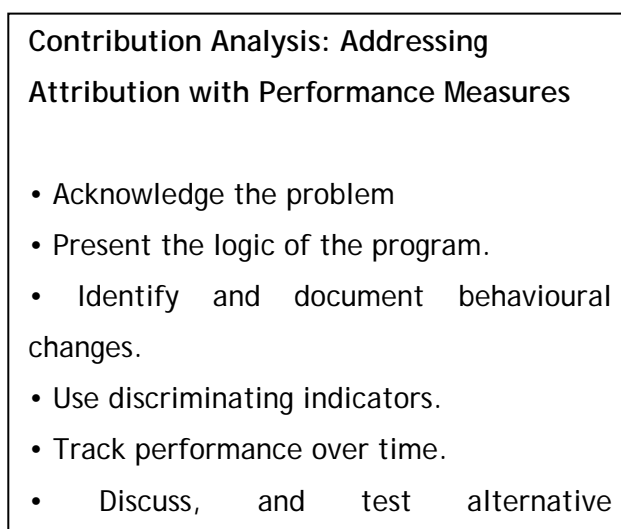 Contribution Analysis: Addressing
Attribution with Performance Measures
• Acknowledge the problem
• Present the logic of the program.
• Identify and document behavioural
changes.
• Use discriminating indicators.
• Track performance over time.
• Discuss, and test alternative